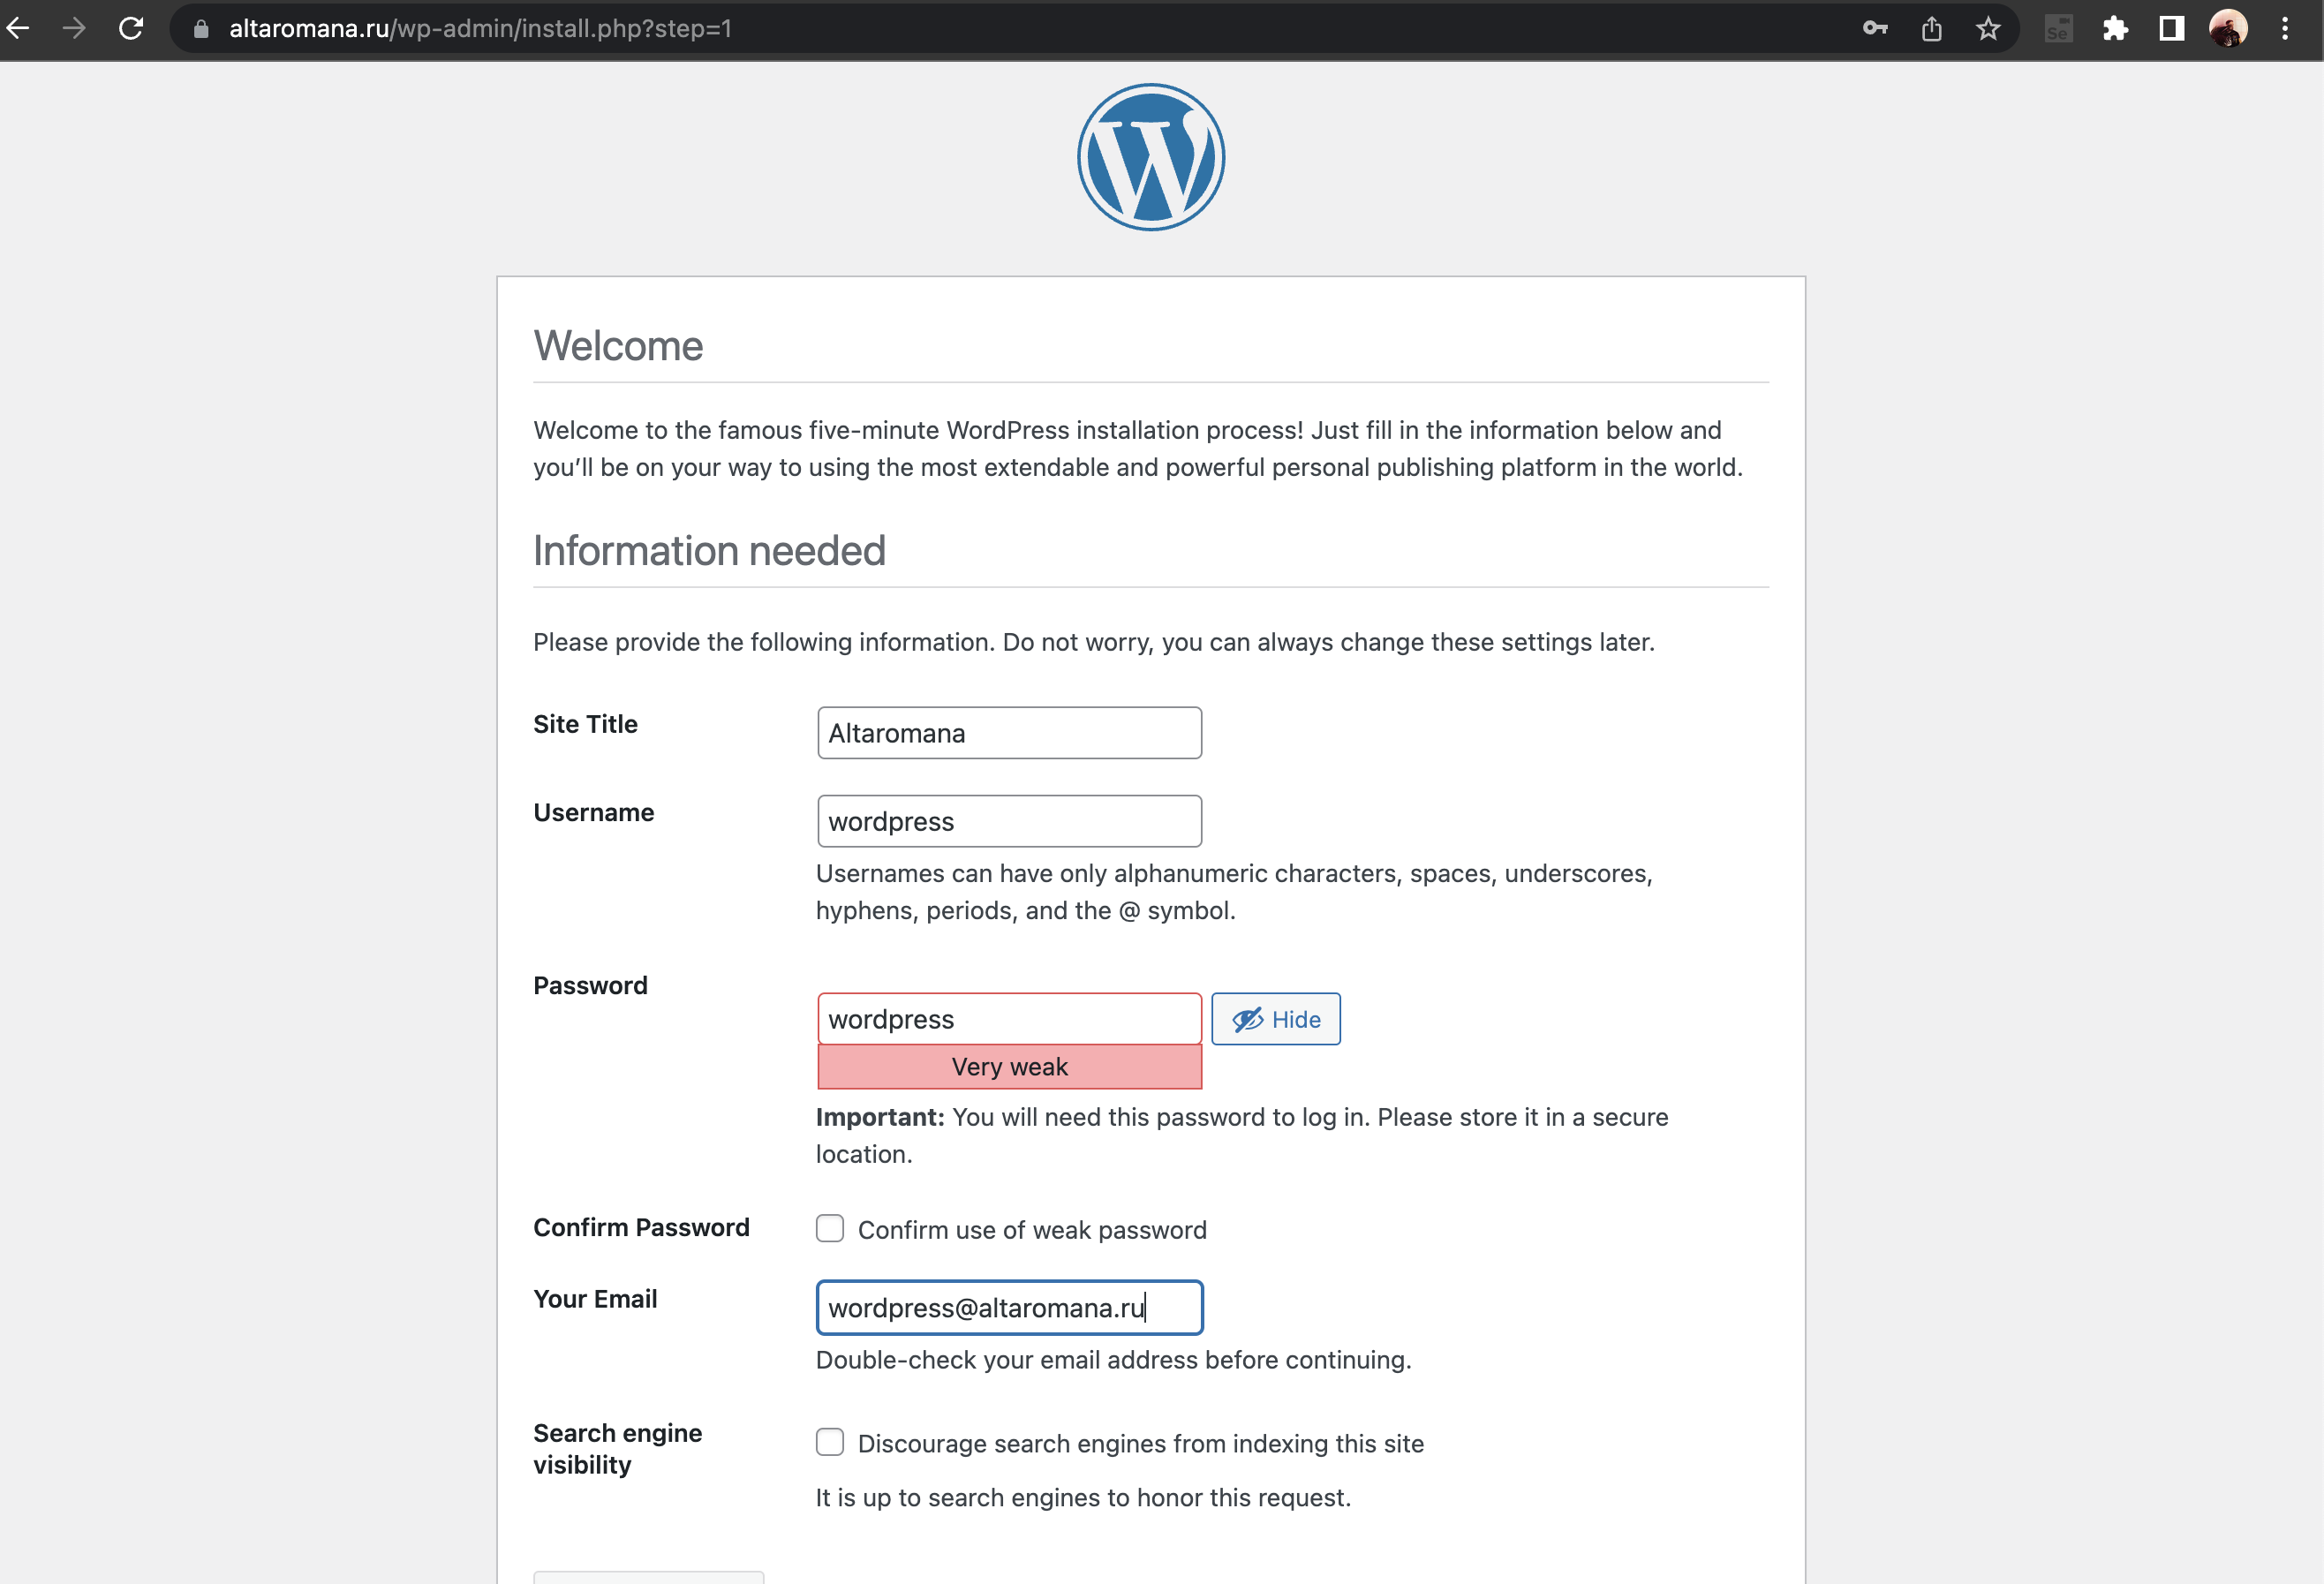 altaromana.ru/wp-admin/install.php?step=1
Se
W
Welcome
Welcome to the famous five-minute WordPress installation process! Just fill in the information below and
you’ll be on your way to using the most extendable and powerful personal publishing platform in the world.
Information needed
Please provide the following information. Do not worry, you can always change these settings later.
Site Title
Altaromana
Username
wordpress
Usernames can have only alphanumeric characters, spaces, underscores,
hyphens, periods, and the @ symbol.
Password
wordpress
Hide
Very weak
Important: You will need this password to log in. Please store it in a secure
location.
Confirm Password
Confirm use of weak password
Your Email
wordpress@altaromana.ru
Double-check your email address before continuing.
Search engine
visibility
Discourage search engines from indexing this site
It is up to search engines to honor this request.